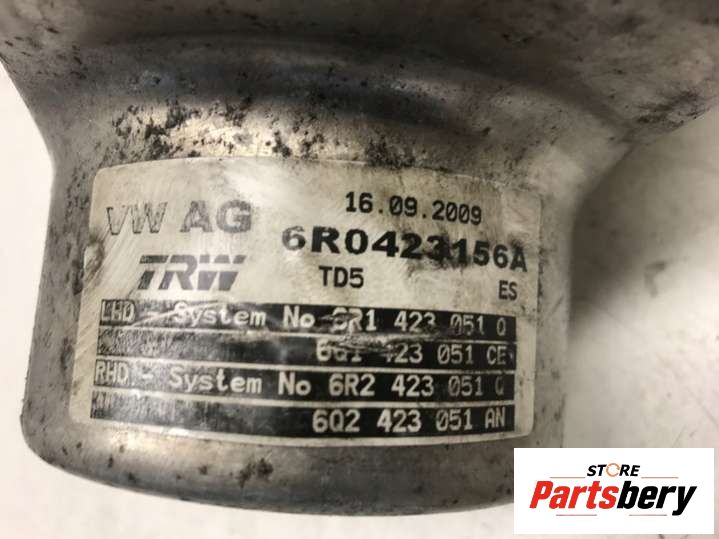 16.09.2009
VW AG
6R0423156A
TRW TD5 ES
LHD - System No 6R1 423 051 Q
6Q1 423 051 CE
RHD - System No 6R2 423 051 Q
6Q2 423 051 AN
STORE
Partsbery